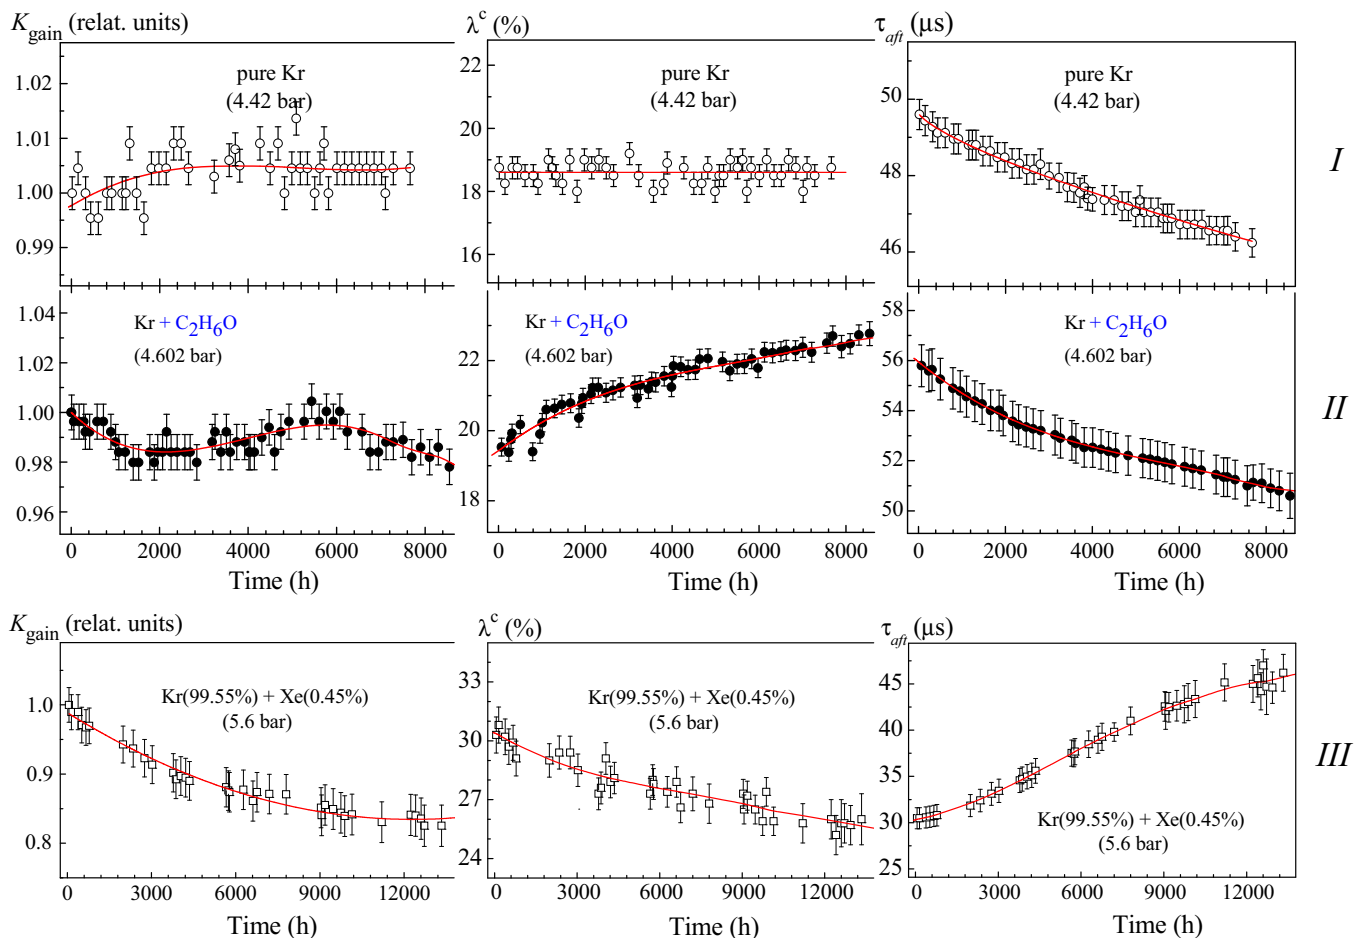 K_gain (relat. units)
λ^c (%)
τ_aft (μs)
1.02
1.01
1.00
0.99
pure Kr
(4.42 bar)
22
20
18
16
pure Kr
(4.42 bar)
50
48
46
pure Kr
(4.42 bar)
I
1.04
1.02
1.00
0.98
0.96
Kr + C₂H₆O
(4.602 bar)
0 2000 4000 6000 8000
Time (h)
22
20
18
Kr + C₂H₆O
(4.602 bar)
0 2000 4000 6000 8000
Time (h)
58
56
54
52
50
Kr + C₂H₆O
(4.602 bar)
0 2000 4000 6000 8000
Time (h)
II
K_gain (relat. units)
λ^c (%)
τ_aft (μs)
1.0
0.9
0.8
Kr(99.55%) + Xe(0.45%)
(5.6 bar)
0 3000 6000 9000 12000
Time (h)
33
30
27
24
Kr(99.55%) + Xe(0.45%)
(5.6 bar)
0 3000 6000 9000 12000
Time (h)
45
40
35
30
25
Kr(99.55%) + Xe(0.45%)
(5.6 bar)
0 3000 6000 9000 12000
Time (h)
III